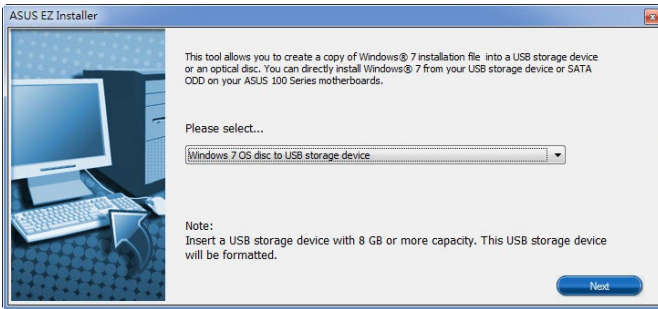 ASUS EZ Installer
This tool allows you to create a copy of Windows® 7 installation file into a USB storage device
or an optical disc. You can directly install Windows® 7 from your USB storage device or SATA
ODD on your ASUS 100 Series motherboards.
Please select...
Windows 7 OS disc to USB storage device
Note:
Insert a USB storage device with 8 GB or more capacity. This USB storage device
will be formatted.
Next